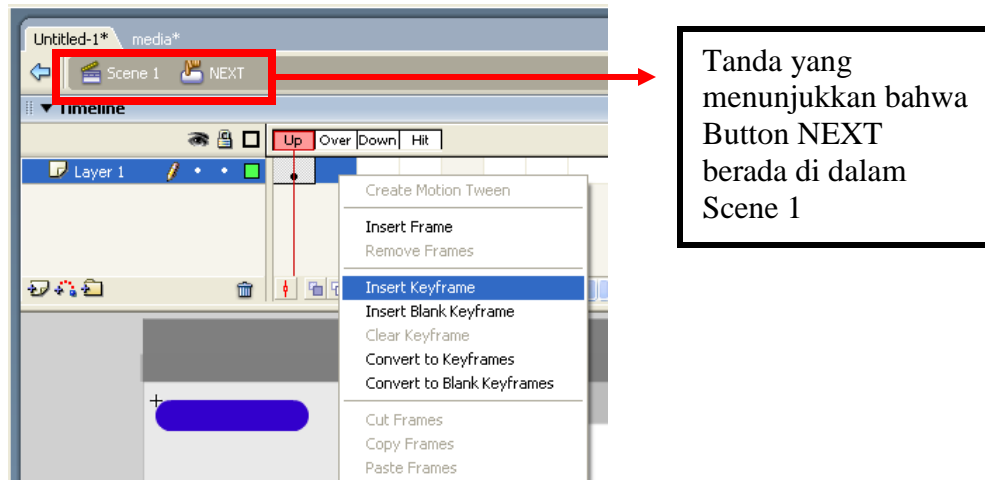 Untitled-1* media*
Scene 1 NEXT
Timeline
Up Over Down Hit
Layer 1
Create Motion Tween
Insert Frame
Remove Frames
Insert Keyframe
Insert Blank Keyframe
Clear Keyframe
Convert to Keyframes
Convert to Blank Keyframes
Cut Frames
Copy Frames
Paste Frames
Tanda yang
menunjukkan bahwa
Button NEXT
berada di dalam
Scene 1